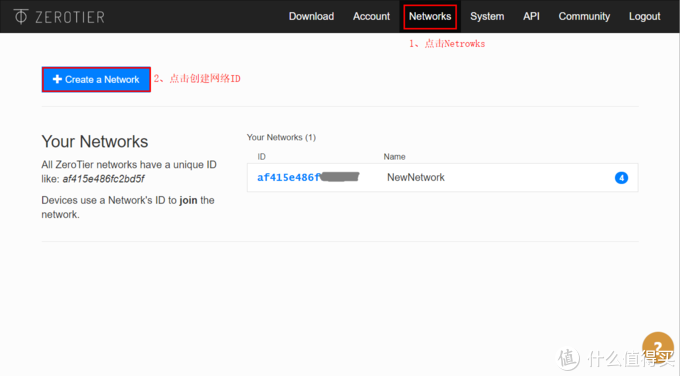 ZEROTIER
Download Account Networks System API Community Logout
1、点击Netrowks
+ Create a Network
2、点击创建网络ID
Your Networks
All ZeroTier networks have a unique ID
like: af415e486fc2bd5f
Devices use a Network's ID to join the
network.
Your Networks (1)
ID Name
af415e486f NewNetwork 4
?
值 什么值得买